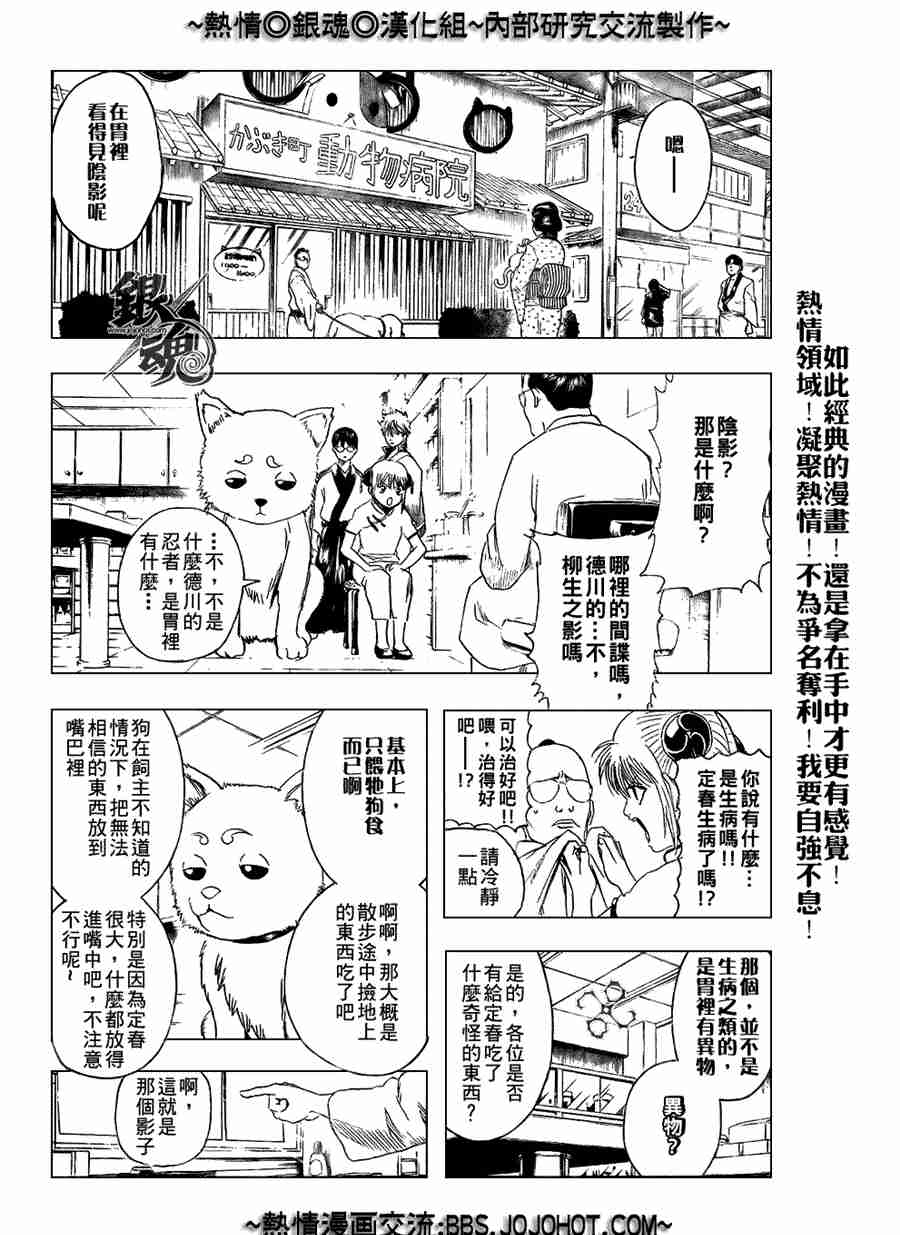 ~熱情◎銀魂◎漢化組~內部研究交流製作~
嗯——
24
かぶき町 動物病院
在胃裡
看得見陰影呢
銀魂
陰影？
那是什麼啊？
哪裡的間諜嗎，
德川的…不，
柳生之影嗎
…不，不是
什麼德川的
忍者，是胃裡
有什麼…
你說有什麼…
是生病嗎!!
定春生病了嗎!?
可以治好吧!!
喂，治得好
吧——!?
請冷靜
一點
那個，並不是
生病之類的，
是胃裡有異物
異物？
是的，各位是否
有給定春吃了
什麼奇怪的東西？
基本上，
只餵牠狗食
而已啊
啊啊，那大概是
散步途中撿地上
的東西吃了吧
狗在飼主不知道的
情況下，把無法
相信的東西放到
嘴巴裡
特別是因為定春
很大，什麼都放得
進嘴中吧，不注意
不行呢~
啊，
這就是
那個影子
如此經典的漫畫！還是拿在手中才更有感覺！
熱情領域！凝聚熱情！不為爭名奪利！我要自強不息！
~熱情漫画交流:BBS.JOJOHOT.COM~